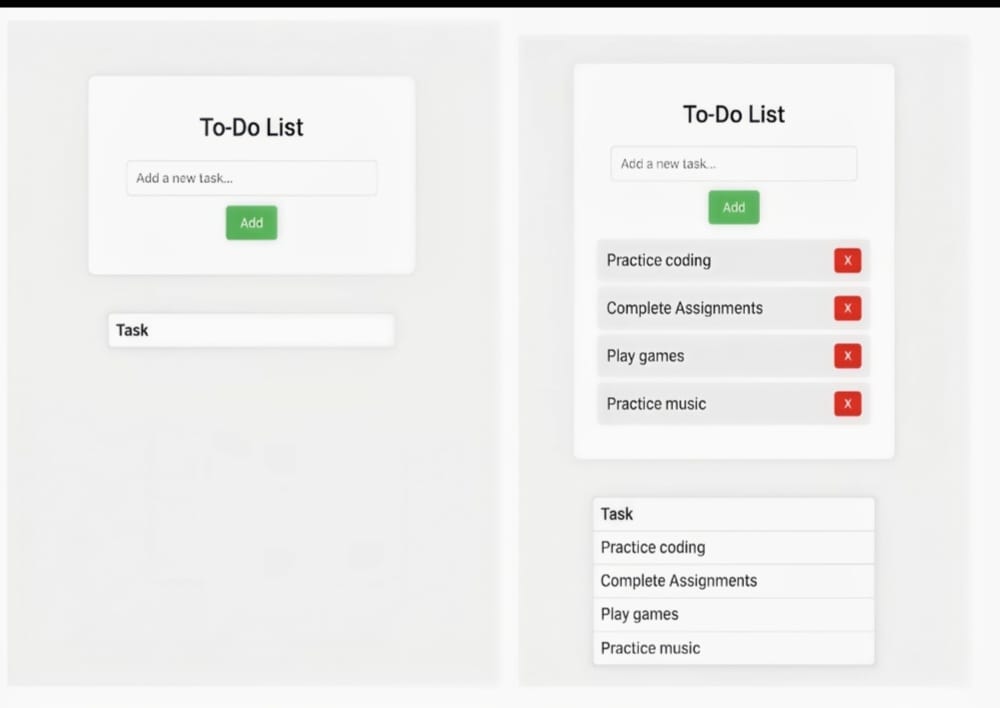 To-Do List
Add a new task...
Add
Task
To-Do List
Add a new task...
Add
Practice coding X
Complete Assignments X
Play games X
Practice music X
Task
Practice coding
Complete Assignments
Play games
Practice music